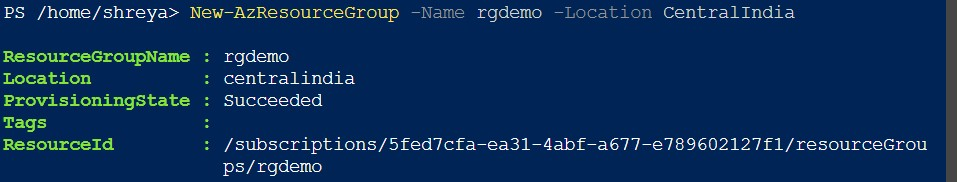 PS /home/shreya> New-AzResourceGroup -Name rgdemo -Location CentralIndia
ResourceGroupName : rgdemo
Location          : centralindia
ProvisioningState : Succeeded
Tags              :
ResourceId        : /subscriptions/5fed7cfa-ea31-4abf-a677-e789602127f1/resourceGrou
                    ps/rgdemo